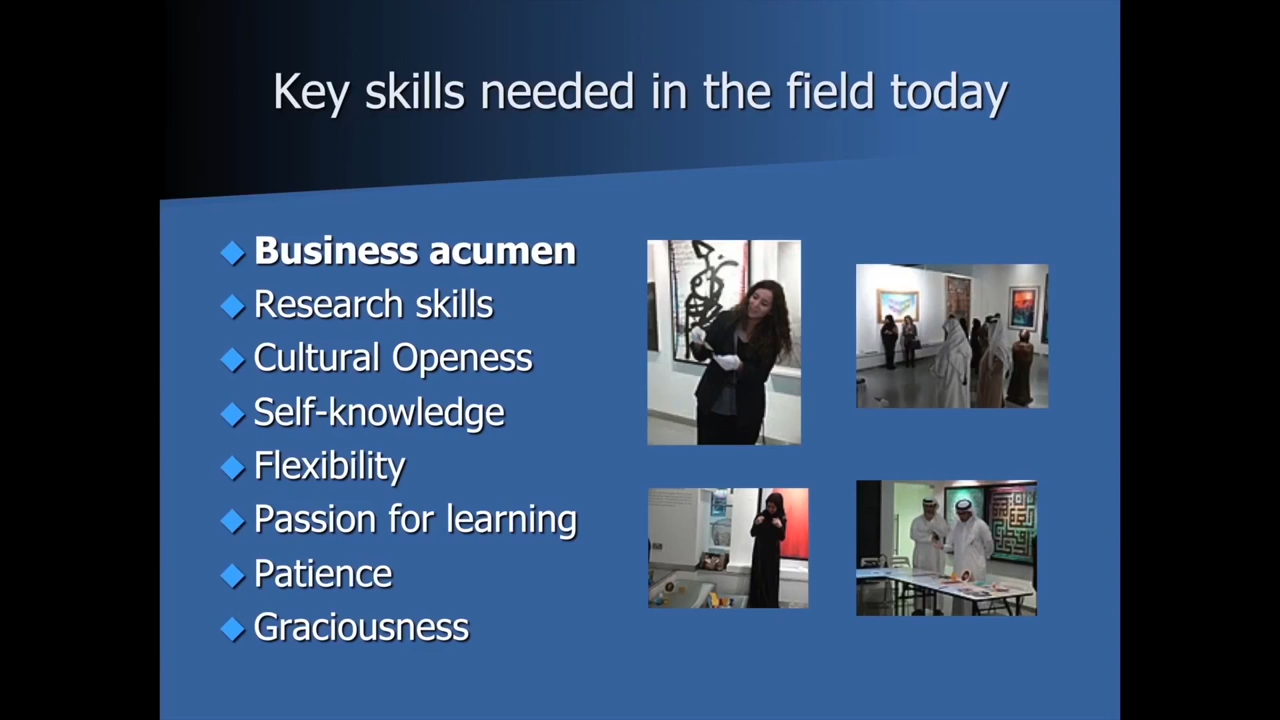 Key skills needed in the field today
Business acumen
Research skills
Cultural Openess
Self-knowledge
Flexibility
Passion for learning
Patience
Graciousness